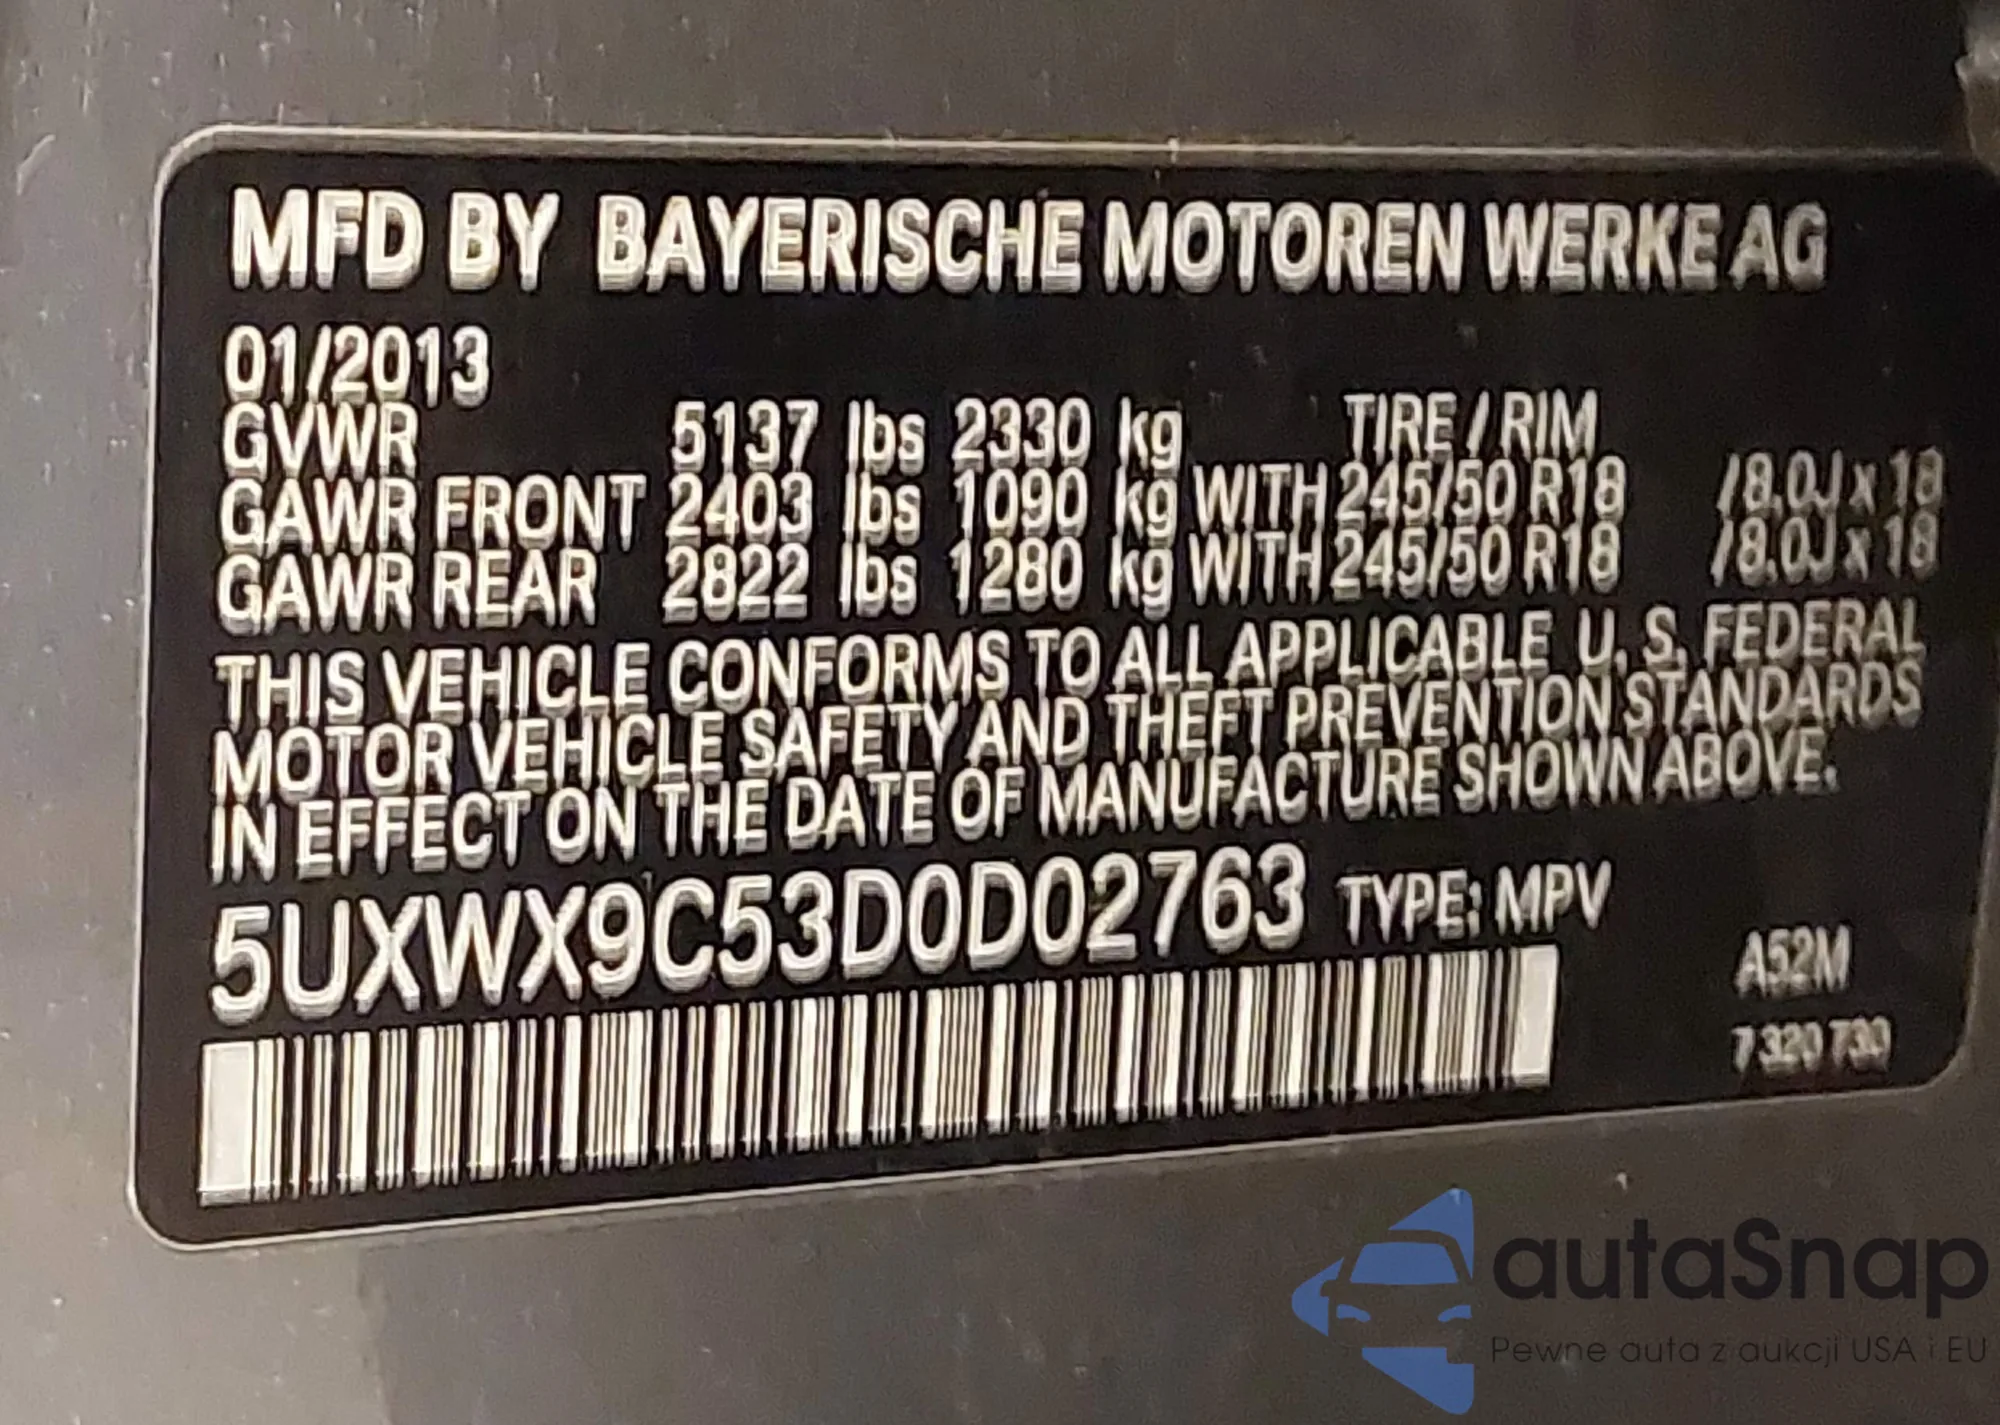 MFD BY BAYERISCHE MOTOREN WERKE AG
01/2013
GVWR 5137 lbs 2330 kg TIRE / RIM
GAWR FRONT 2403 lbs 1090 kg WITH 245/50 R18 /8.0J x 18
GAWR REAR 2822 lbs 1280 kg WITH 245/50 R18 /8.0J x 18
THIS VEHICLE CONFORMS TO ALL APPLICABLE U. S. FEDERAL
MOTOR VEHICLE SAFETY AND THEFT PREVENTION STANDARDS
IN EFFECT ON THE DATE OF MANUFACTURE SHOWN ABOVE.
5UXWX9C53D0D02763 TYPE: MPV
A52M
7 320 730
autaSnap
Pewne auta z aukcji USA i EU